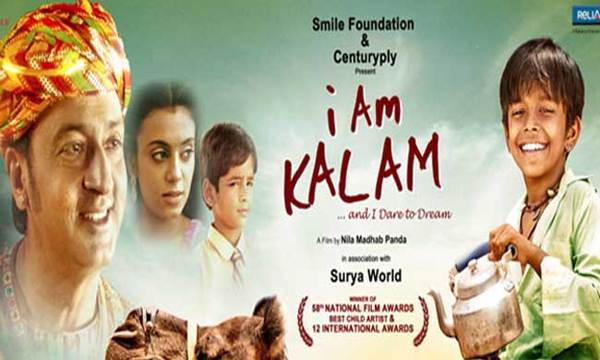 Smile Foundation
&
Centuryply
Present
i Am
KALAM
... and I Dare to Dream
A Film by Nila Madhab Panda
in association with
Surya World
WINNER OF
58th NATIONAL FILM AWARDS
BEST CHILD ARTIST &
12 INTERNATIONAL AWARDS